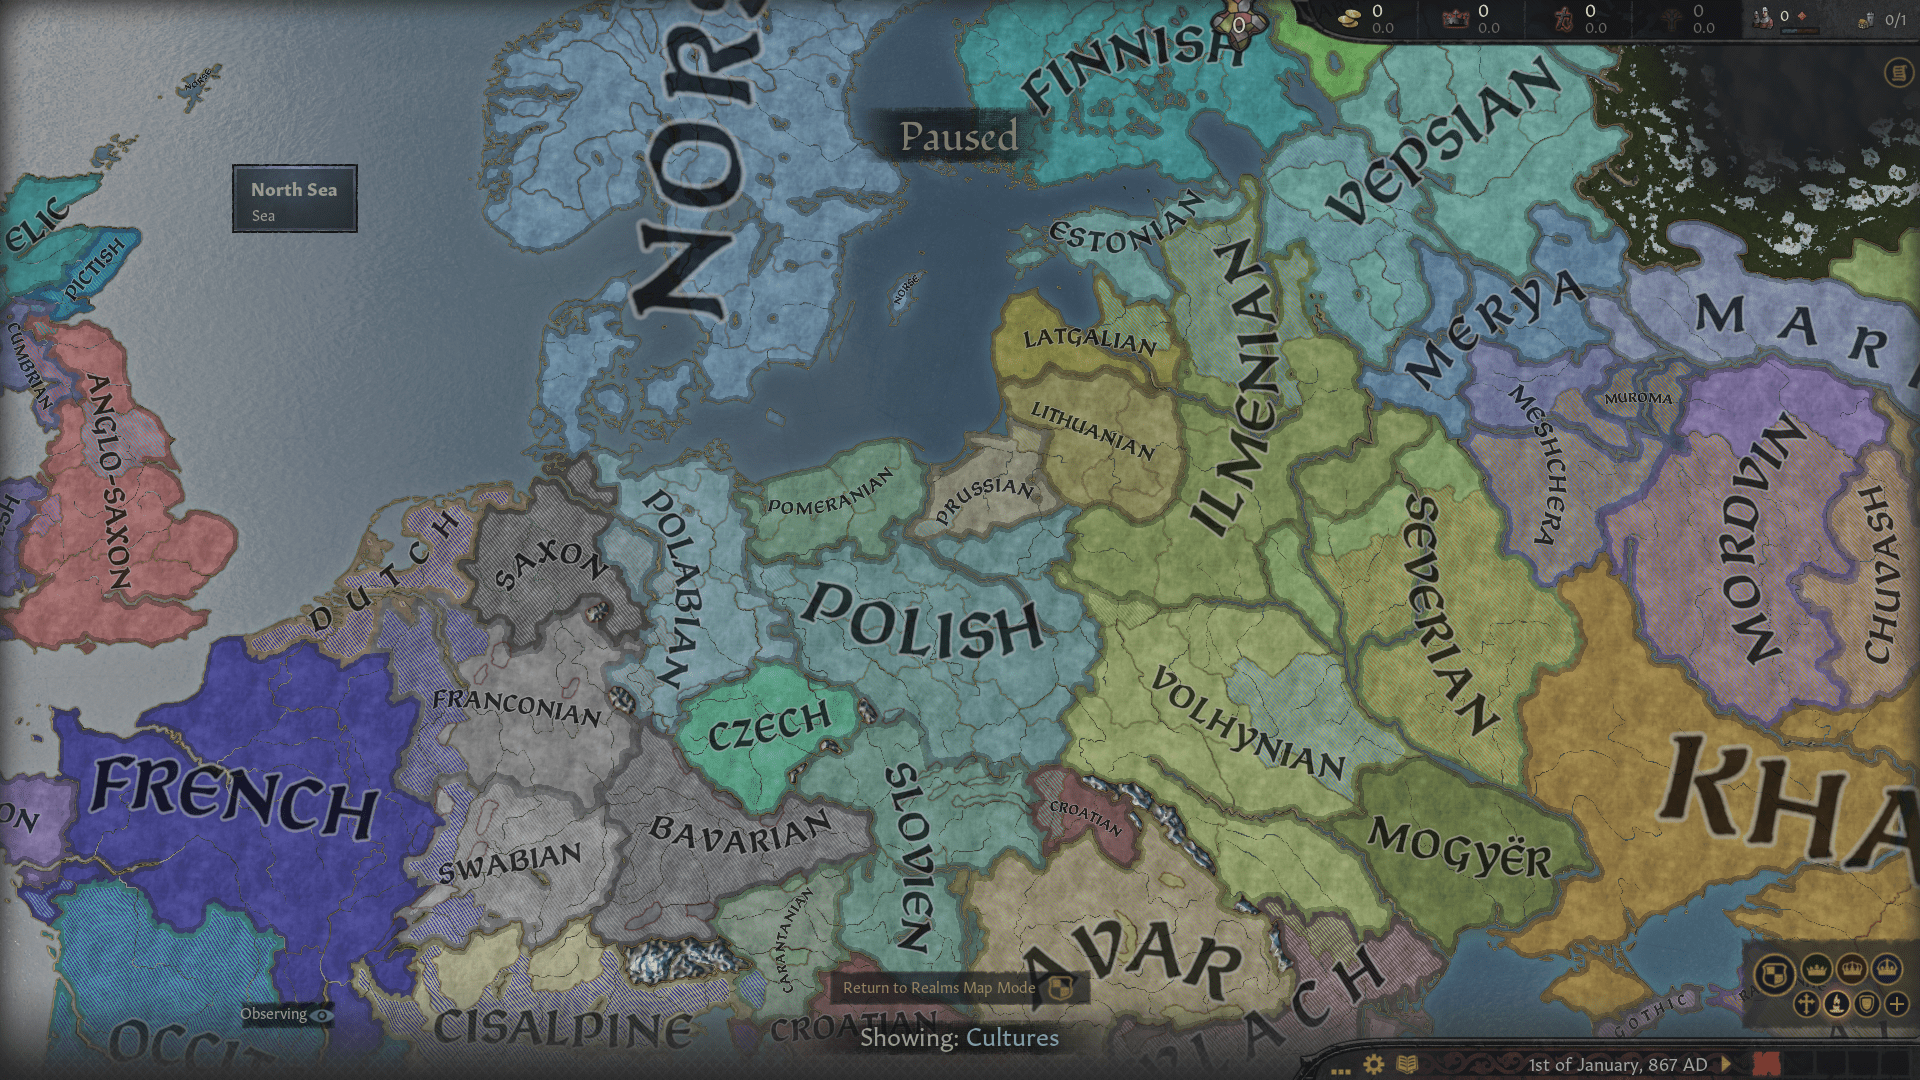 0
0
0
0
0
0.0
0.0
0.0
0.0
0
0/1
NORSE
NORS
FINNISH
VEPSIAN
Paused
North Sea
Sea
ELIC
PICTISH
ESTONIAN
NORSE
CUMBRIAN
ANGLO-SAXON
LATGALIAN
ILMENIAN
MERYA
MARI
LITHUANIAN
MESHCHERA
MUROMA
MORDVIN
CHUVASH
POMERANIAN
PRUSSIAN
SEVERIAN
ESH
DUTCH
SAXON
POLABIAN
POLISH
FRANCONIAN
CZECH
VOLHYNIAN
FRENCH
ON
KHA
SLOVIEN
CROATIAN
MOGYËR
SWABIAN
BAVARIAN
CARANTANIAN
AVAR
VLACH
GOTHIC
CISALPINE
CROATIAN
OCCIT
Return to Realms Map Mode
Observing
Showing: Cultures
1st of January, 867 AD